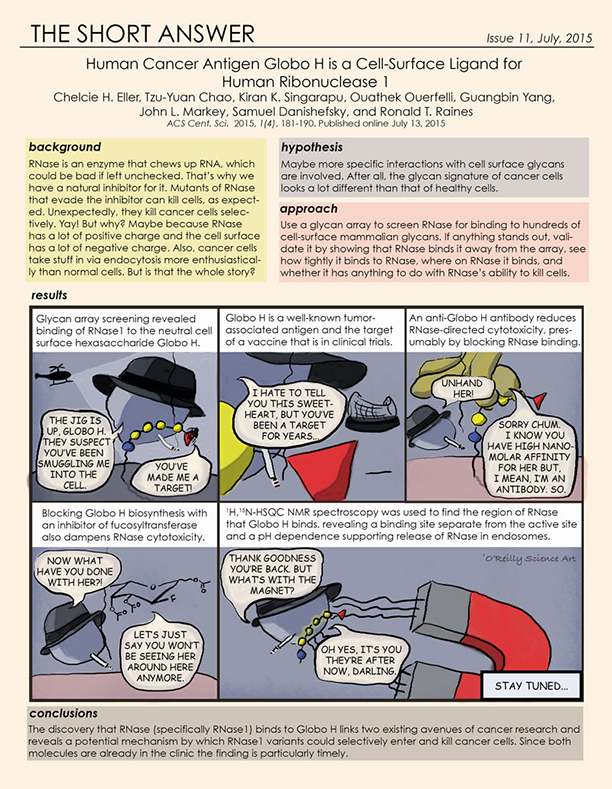 THE SHORT ANSWER
Issue 11, July, 2015
Human Cancer Antigen Globo H is a Cell-Surface Ligand for
Human Ribonuclease 1
Chelcie H. Eller, Tzu-Yuan Chao, Kiran K. Singarapu, Ouathek Ouerfelli, Guangbin Yang,
John L. Markey, Samuel Danishefsky, and Ronald T. Raines
ACS Cent. Sci. 2015, 1(4), 181-190. Published online July 13, 2015
background
RNase is an enzyme that chews up RNA, which
could be bad if left unchecked. That's why we
have a natural inhibitor for it. Mutants of RNase
that evade the inhibitor can kill cells, as expect-
ed. Unexpectedly, they kill cancer cells selec-
tively. Yay! But why? Maybe because RNase
has a lot of positive charge and the cell surface
has a lot of negative charge. Also, cancer cells
take stuff in via endocytosis more enthusiastical-
ly than normal cells. But is that the whole story?
hypothesis
Maybe more specific interactions with cell surface glycans
are involved. After all, the glycan signature of cancer cells
looks a lot different than that of healthy cells.
approach
Use a glycan array to screen RNase for binding to hundreds of
cell-surface mammalian glycans. If anything stands out, vali-
date it by showing that RNase binds it away from the array, see
how tightly it binds to RNase, where on RNase it binds, and
whether it has anything to do with RNase's ability to kill cells.
results
Glycan array screening revealed
binding of RNase1 to the neutral cell
surface hexasaccharide Globo H.
THE JIG IS
UP, GLOBO H.
THEY SUSPECT
YOU'VE BEEN
SMUGGLING ME
INTO THE
CELL.
YOU'VE
MADE ME A
TARGET!
Globo H is a well-known tumor-
associated antigen and the target
of a vaccine that is in clinical trials.
I HATE TO TELL
YOU THIS SWEET-
HEART, BUT YOU'VE
BEEN A TARGET
FOR YEARS...
An anti-Globo H antibody reduces
RNase-directed cytotoxicity, pres-
umably by blocking RNase binding.
UNHAND
HER!
SORRY CHUM.
I KNOW YOU
HAVE HIGH NANO-
MOLAR AFFINITY
FOR HER BUT,
I MEAN, I'M AN
ANTIBODY. SO.
Blocking Globo H biosynthesis with
an inhibitor of fucosyltransferase
also dampens RNase cytotoxicity.
NOW WHAT
HAVE YOU DONE
WITH HER?!
LET'S JUST
SAY YOU WON'T
BE SEEING HER
AROUND HERE
ANYMORE.
¹H,¹⁵N-HSQC NMR spectroscopy was used to find the region of RNase
that Globo H binds, revealing a binding site separate from the active site
and a pH dependence supporting release of RNase in endosomes.
O'Reilly Science Art
THANK GOODNESS
YOU'RE BACK. BUT
WHAT'S WITH THE
MAGNET?
OH YES, IT'S YOU
THEY'RE AFTER
NOW, DARLING.
STAY TUNED...
conclusions
The discovery that RNase (specifically RNase1) binds to Globo H links two existing avenues of cancer research and
reveals a potential mechanism by which RNase1 variants could selectively enter and kill cancer cells. Since both
molecules are already in the clinic the finding is particularly timely.